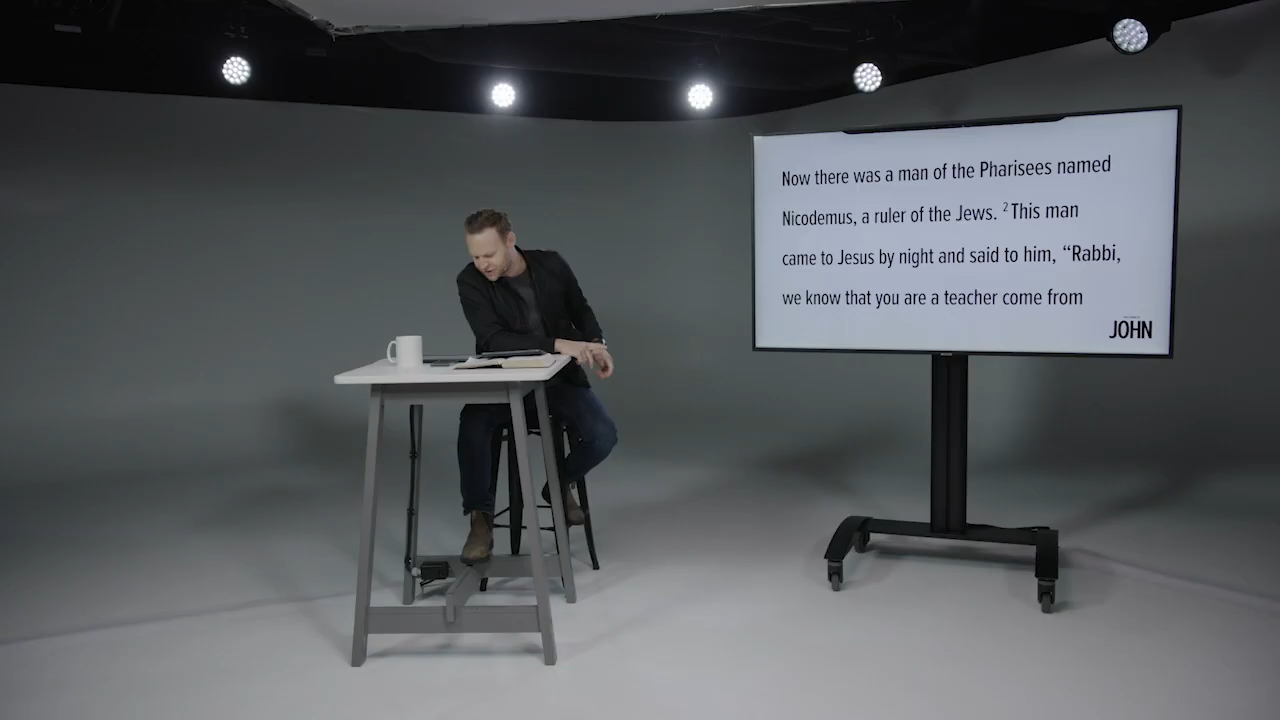 Now there was a man of the Pharisees named
Nicodemus, a ruler of the Jews. 2 This man
came to Jesus by night and said to him, “Rabbi,
we know that you are a teacher come from
JOHN